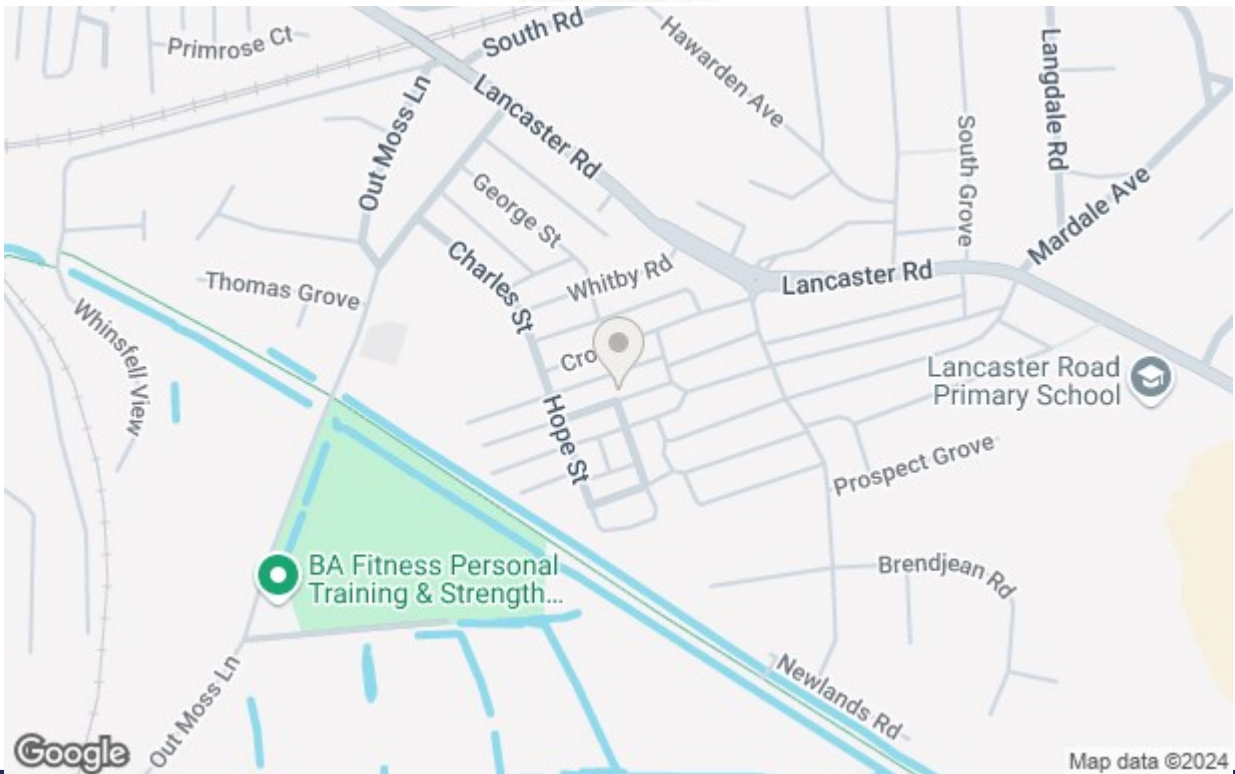 Primrose Ct
South Rd
Hawarden Ave
Langdale Rd
Out Moss Ln
Lancaster Rd
South Grove
George St
Mardale Ave
Charles St
Whitby Rd
Thomas Grove
Lancaster Rd
Whinsfell View
Cro
Lancaster Road
Primary School
Hope St
Prospect Grove
BA Fitness Personal
Training & Strength...
Brendjean Rd
Newlands Rd
Out Moss Ln
Google
Map data ©2024